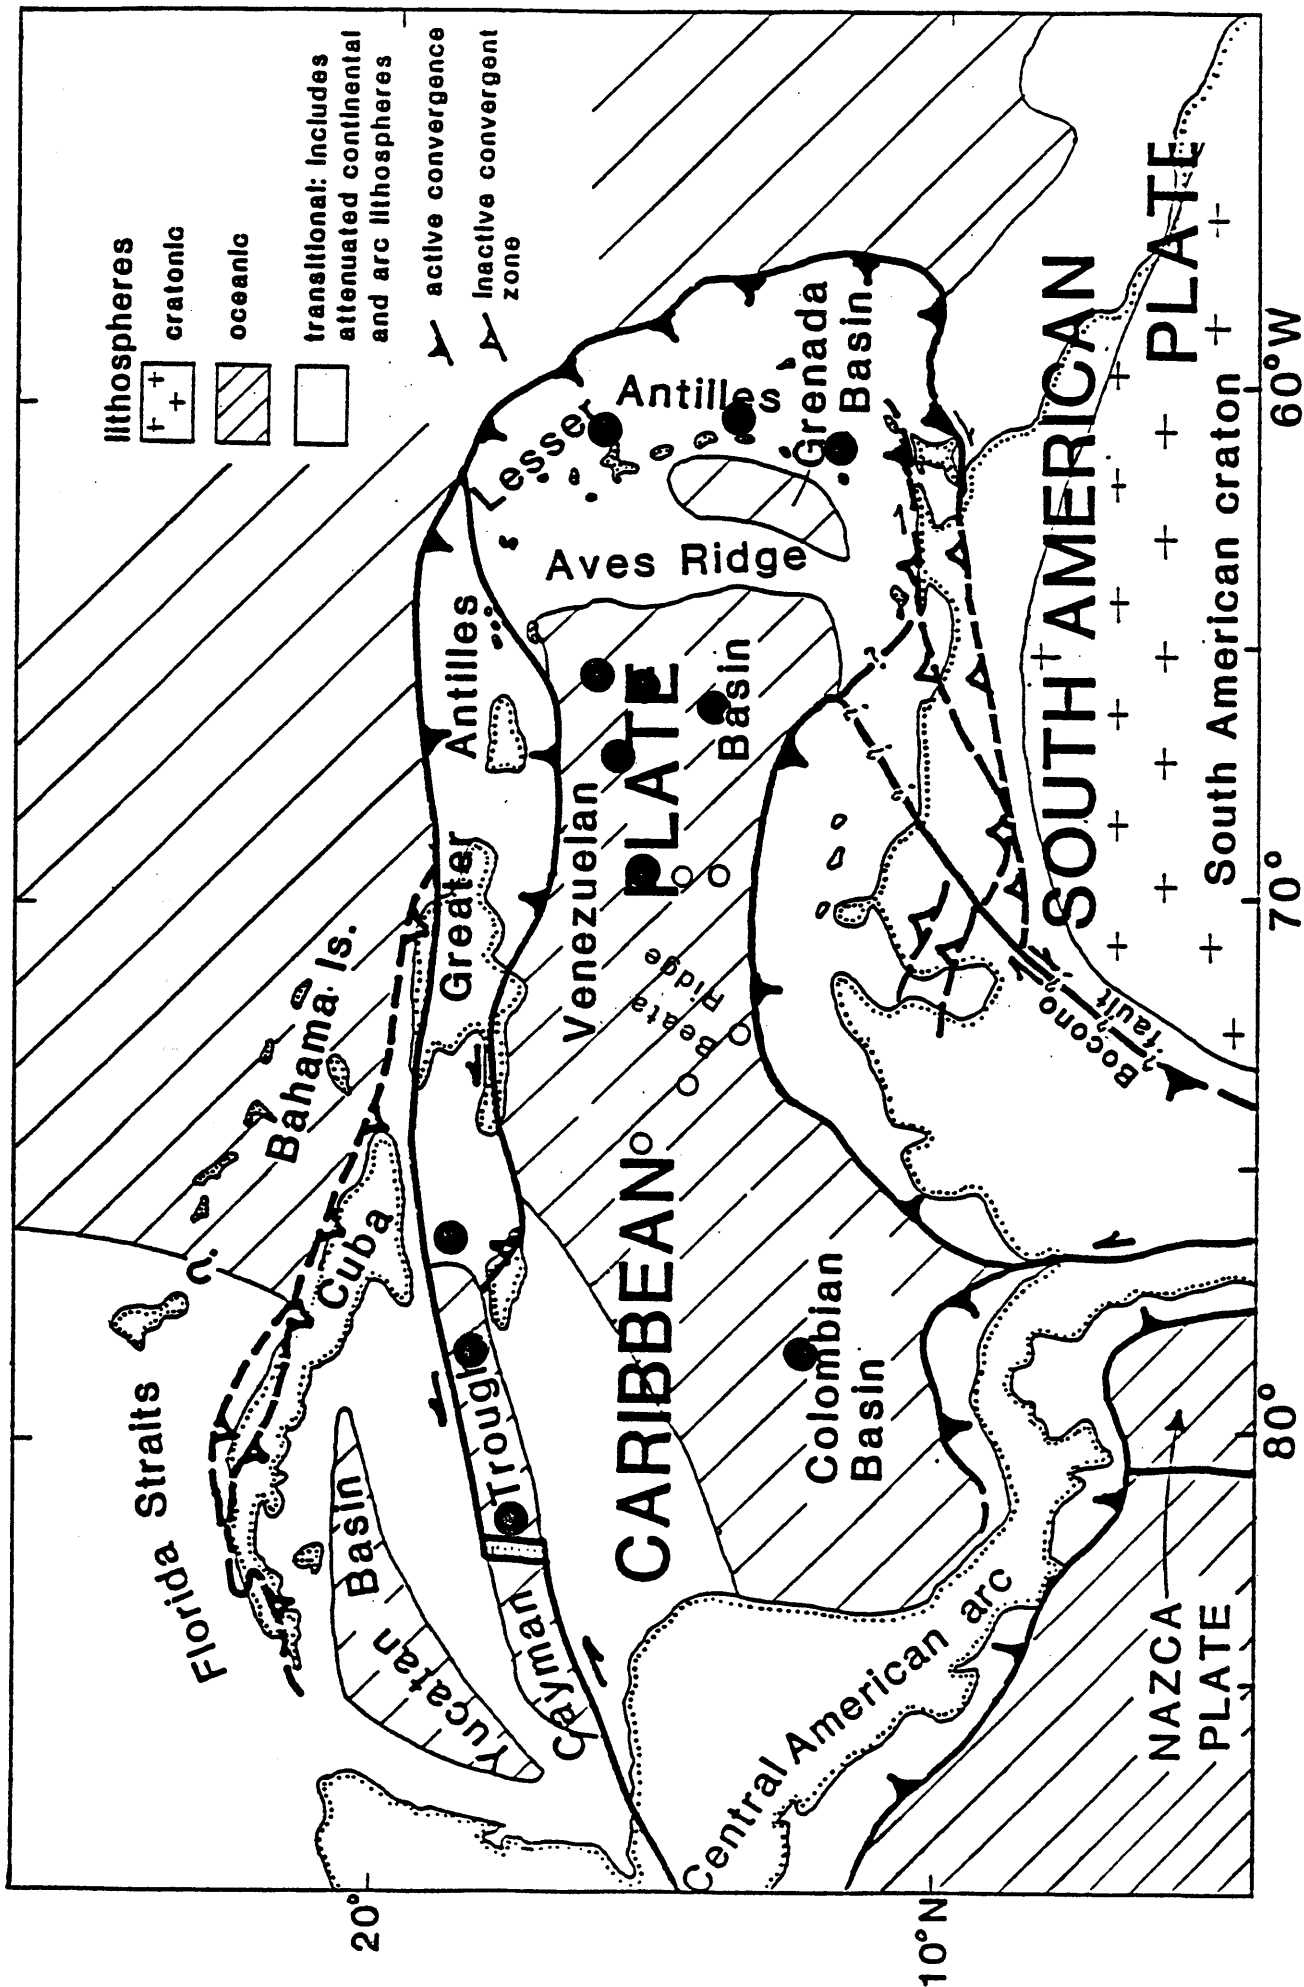 lithospheres
cratonic
oceanic
transitional: includes
attenuated continental
and arc lithospheres
active convergence
inactive convergent
zone
Florida Straits
Bahama Is.
?
Cuba
Yucatan Basin
Cayman Trough
Greater Antilles
Lesser Antilles
Aves Ridge
Grenada
Basin
Venezuelan
Basin
Beata
Ridge
CARIBBEAN PLATE
Colombian
Basin
Central American arc
Bocono
fault
NAZCA
PLATE
SOUTH AMERICAN
PLATE
South American craton
20°
10°N
80°
70°
60°W